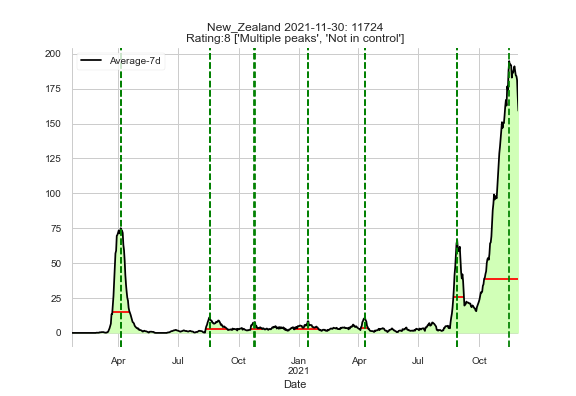 New_Zealand 2021-11-30: 11724
Rating:8 ['Multiple peaks', 'Not in control']
Average-7d
200
175
150
125
100
75
50
25
0
Apr Jul Oct Jan Apr Jul Oct
2021
Date